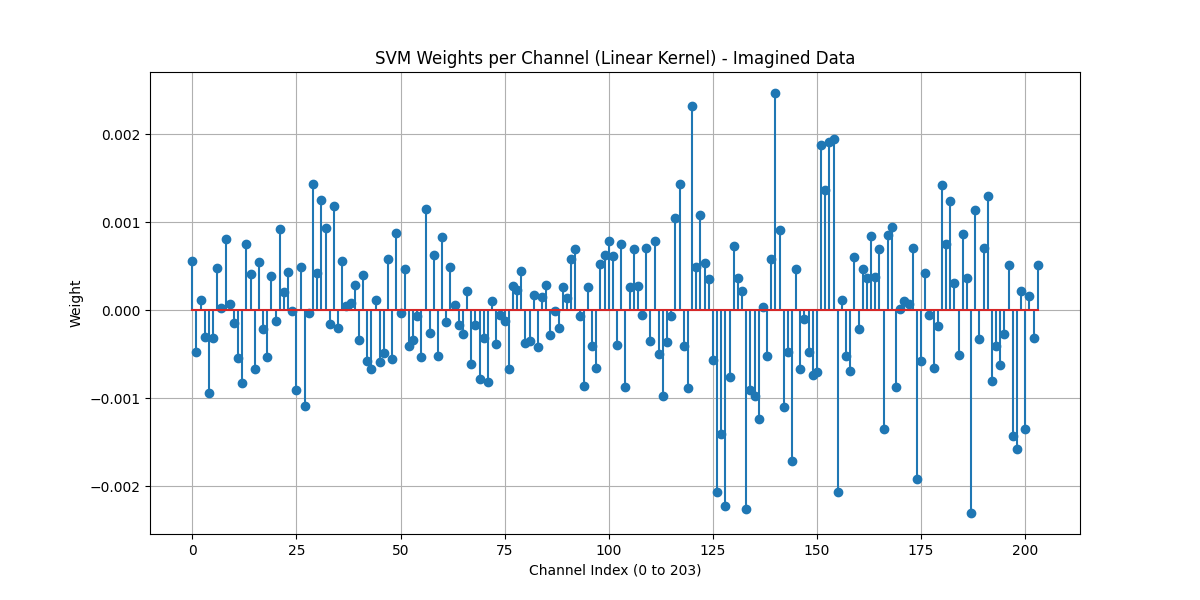 SVM Weights per Channel (Linear Kernel) - Imagined Data
0.002
0.001
0.000
−0.001
−0.002
Weight
0 25 50 75 100 125 150 175 200
Channel Index (0 to 203)